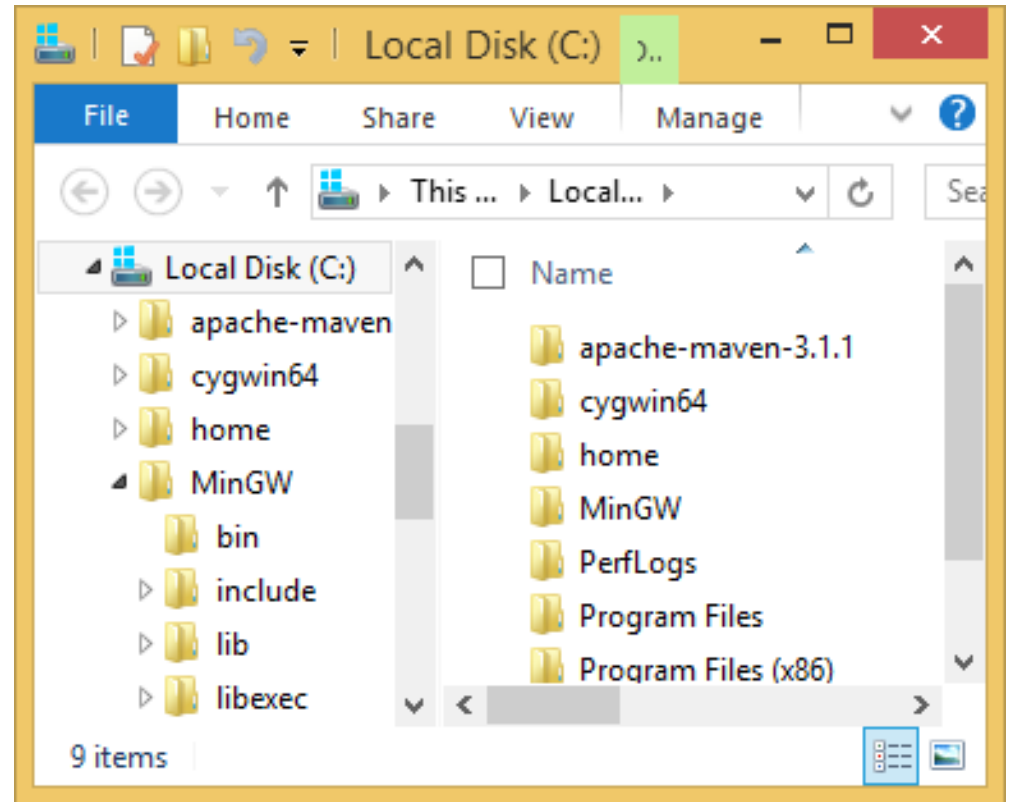 Local Disk (C:)
File Home Share View Manage
This ... Local...
Local Disk (C:)
apache-maven
cygwin64
home
MinGW
bin
include
lib
libexec
Name
apache-maven-3.1.1
cygwin64
home
MinGW
PerfLogs
Program Files
Program Files (x86)
9 items